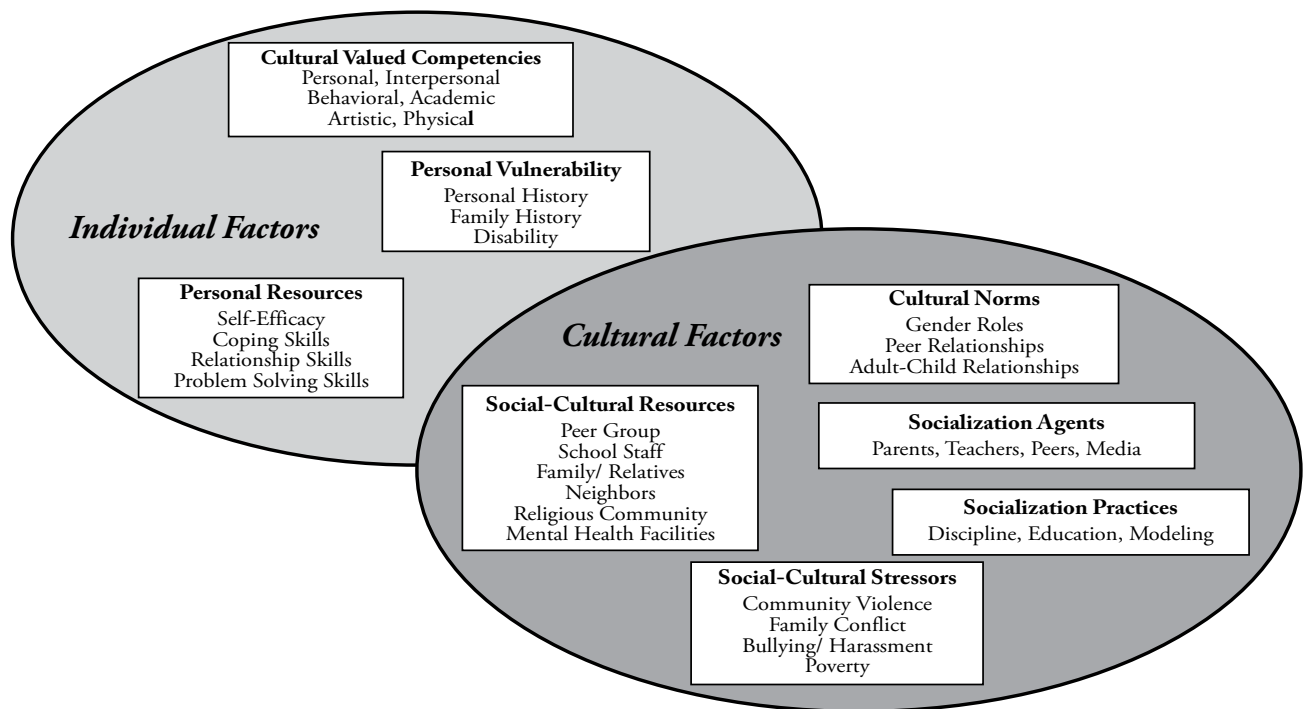 Cultural Valued Competencies
Personal, Interpersonal
Behavioral, Academic
Artistic, Physical
Personal Vulnerability
Personal History
Family History
Disability
Individual Factors
Personal Resources
Self-Efficacy
Coping Skills
Relationship Skills
Problem Solving Skills
Cultural Factors
Cultural Norms
Gender Roles
Peer Relationships
Adult-Child Relationships
Social-Cultural Resources
Peer Group
School Staff
Family/ Relatives
Neighbors
Religious Community
Mental Health Facilities
Socialization Agents
Parents, Teachers, Peers, Media
Socialization Practices
Discipline, Education, Modeling
Social-Cultural Stressors
Community Violence
Family Conflict
Bullying/ Harassment
Poverty